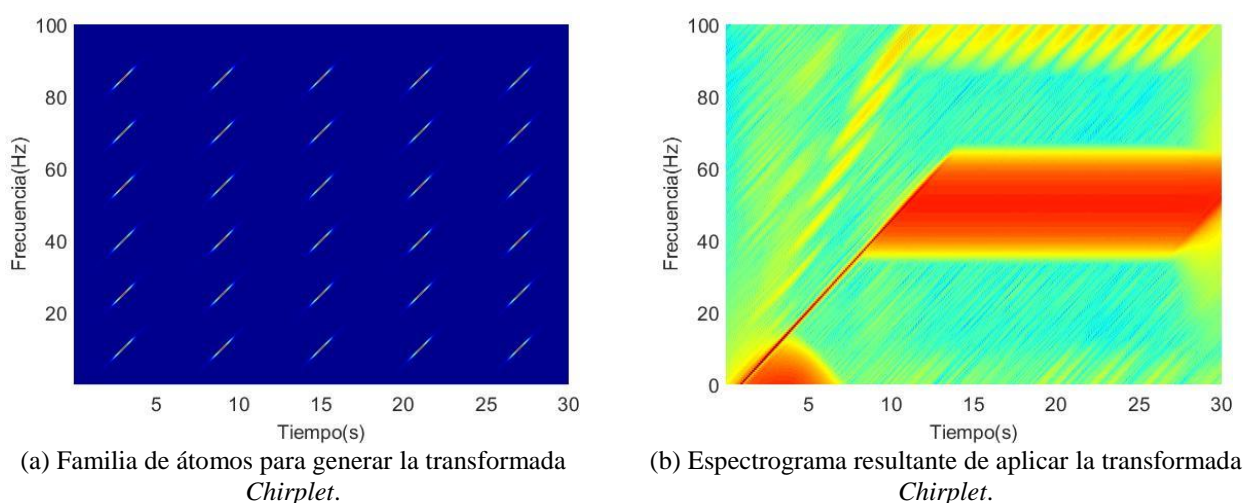 100
80
60
40
20
Frecuencia(Hz)
5
10
15
20
25
30
Tiempo(s)
(a) Familia de átomos para generar la transformada
Chirplet.
100
80
60
40
20
0
Frecuencia(Hz)
5
10
15
20
25
30
Tiempo(s)
(b) Espectrograma resultante de aplicar la transformada
Chirplet.